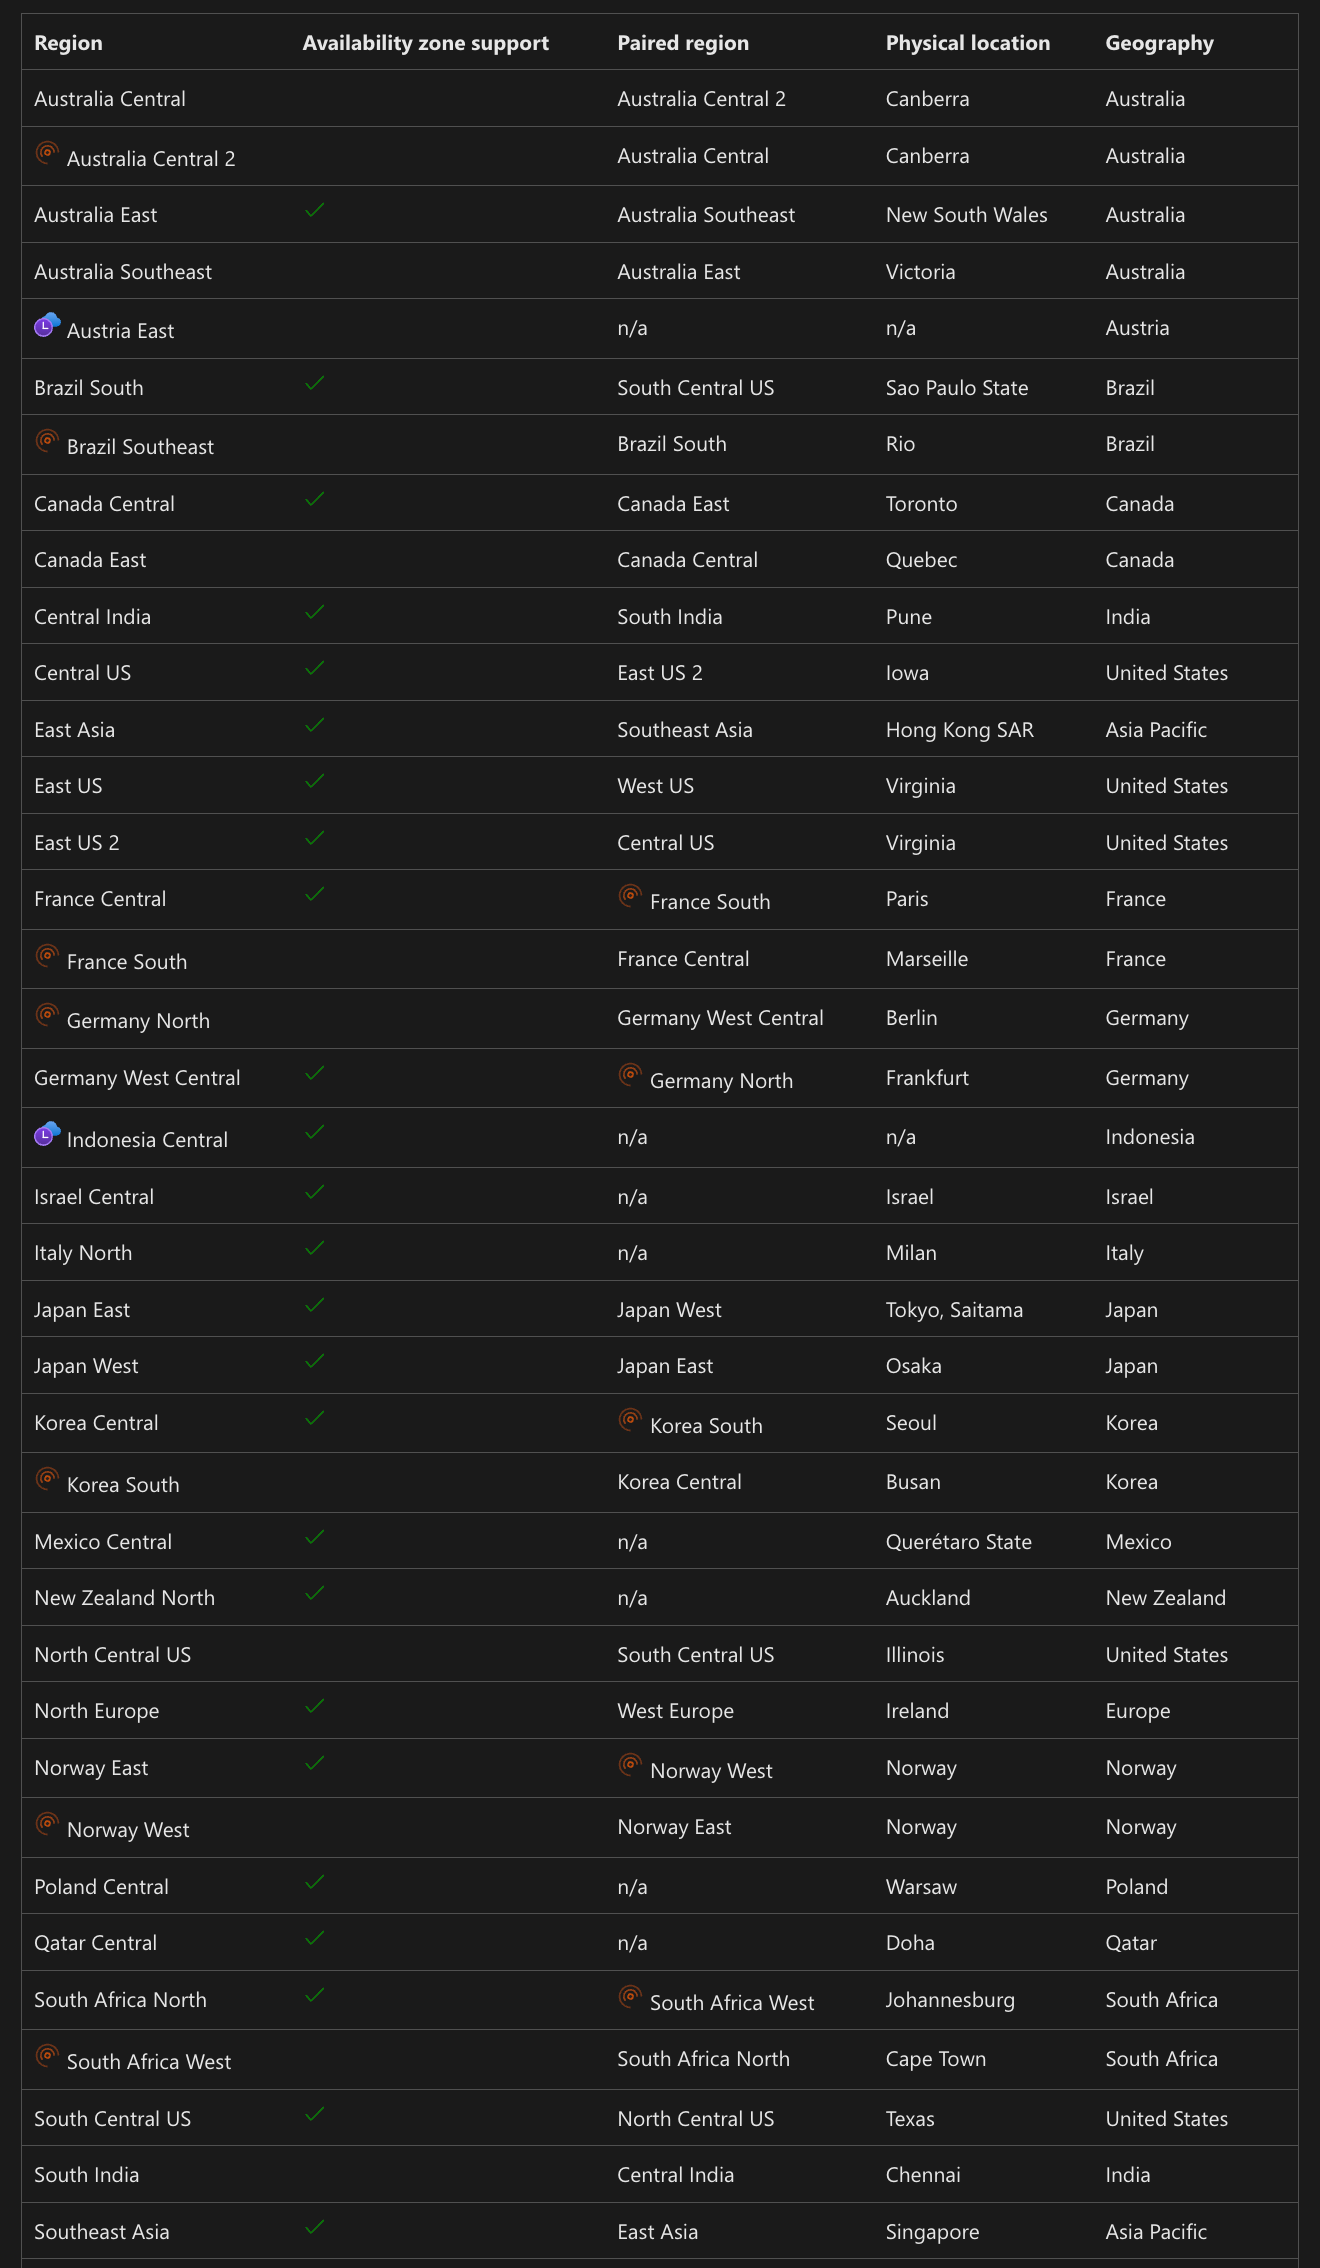 Region Availability zone support Paired region Physical location Geography
Australia Central Australia Central 2 Canberra Australia
Australia Central 2 Australia Central Canberra Australia
Australia East Australia Southeast New South Wales Australia
Australia Southeast Australia East Victoria Australia
Austria East n/a n/a Austria
Brazil South South Central US Sao Paulo State Brazil
Brazil Southeast Brazil South Rio Brazil
Canada Central Canada East Toronto Canada
Canada East Canada Central Quebec Canada
Central India South India Pune India
Central US East US 2 Iowa United States
East Asia Southeast Asia Hong Kong SAR Asia Pacific
East US West US Virginia United States
East US 2 Central US Virginia United States
France Central France South Paris France
France South France Central Marseille France
Germany North Germany West Central Berlin Germany
Germany West Central Germany North Frankfurt Germany
Indonesia Central n/a n/a Indonesia
Israel Central n/a Israel Israel
Italy North n/a Milan Italy
Japan East Japan West Tokyo, Saitama Japan
Japan West Japan East Osaka Japan
Korea Central Korea South Seoul Korea
Korea South Korea Central Busan Korea
Mexico Central n/a Querétaro State Mexico
New Zealand North n/a Auckland New Zealand
North Central US South Central US Illinois United States
North Europe West Europe Ireland Europe
Norway East Norway West Norway Norway
Norway West Norway East Norway Norway
Poland Central n/a Warsaw Poland
Qatar Central n/a Doha Qatar
South Africa North South Africa West Johannesburg South Africa
South Africa West South Africa North Cape Town South Africa
South Central US North Central US Texas United States
South India Central India Chennai India
Southeast Asia East Asia Singapore Asia Pacific